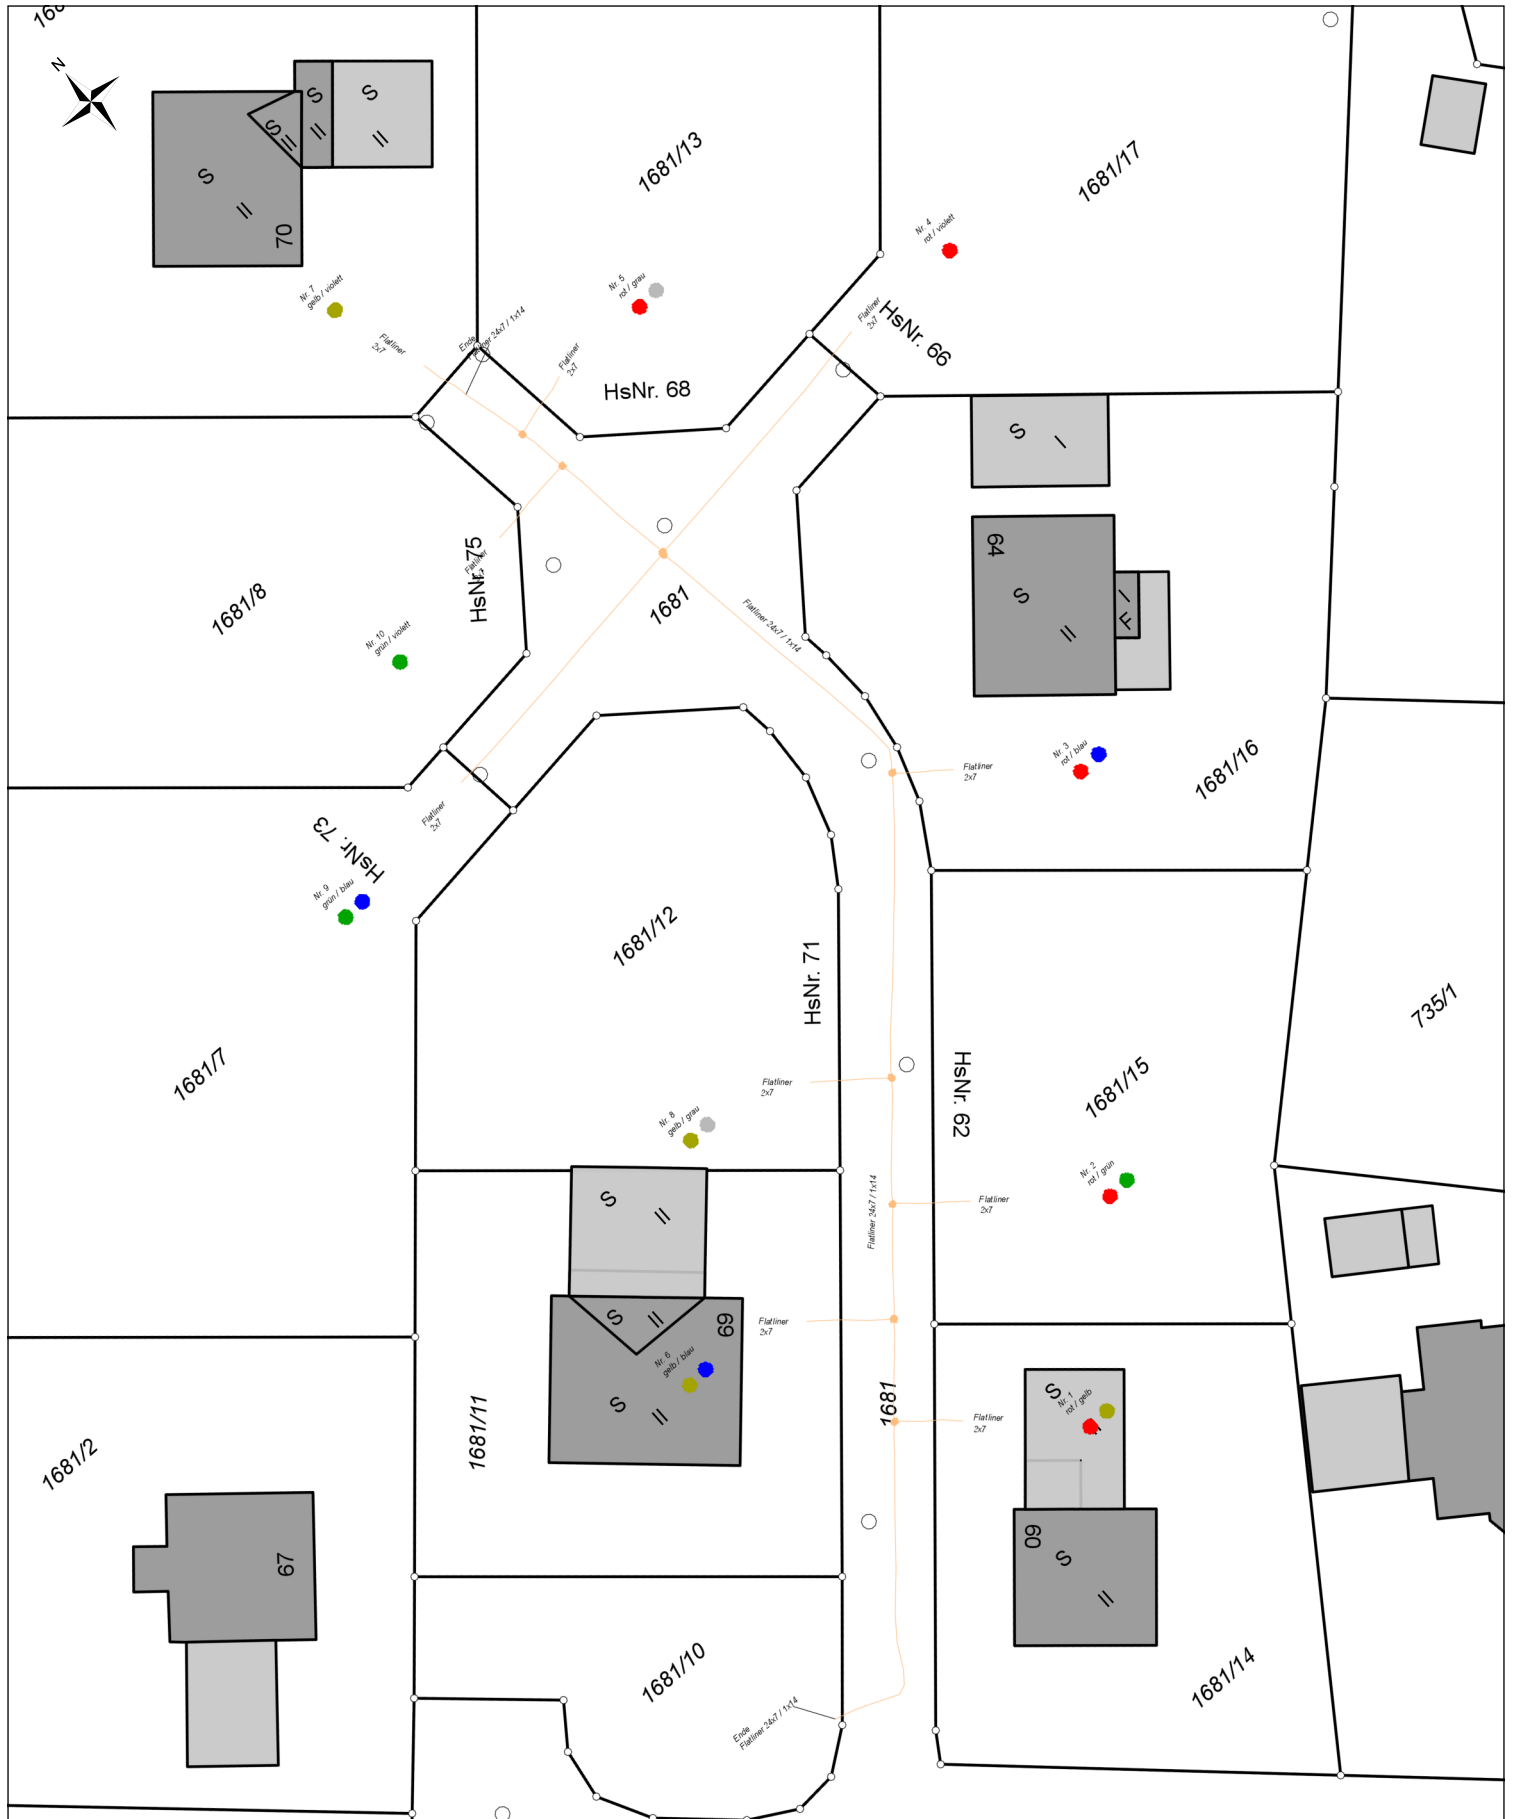 N
S
II
S
II
S
II
S
II
70
1681/13
1681/17
Nr. 4
rot / violett
Nr. 5
rot / grau
Nr. 7
gelb / violett
Flatliner
2x7
Ende
Flatliner 24x7 / 1x14
Flatliner
2x7
Flatliner
2x7
HsNr. 66
HsNr. 68
S
I
64
S
II
I
F
HsNr. 75
Flatliner
1681/8
1681
Flatliner 24x7 / 1x14
Nr. 10
grün / violett
Nr. 3
rot / blau
Flatliner
2x7
1681/16
Flatliner
2x7
HsNr. 73
Nr. 9
grün / blau
1681/12
HsNr. 71
735/1
1681/7
HsNr. 62
1681/15
Flatliner
2x7
Nr. 8
gelb / grau
Nr. 2
rot / grün
Flatliner
2x7
Flatliner 24x7 / 1x14
S
II
S
II
69
Flatliner
2x7
Nr. 6
gelb / blau
S
II
1681/11
1681
S
Nr. 1
rot / gelb
Flatliner
2x7
1681/2
67
60
S
II
1681/10
1681/14
Ende
Flatliner 24x7 / 1x14